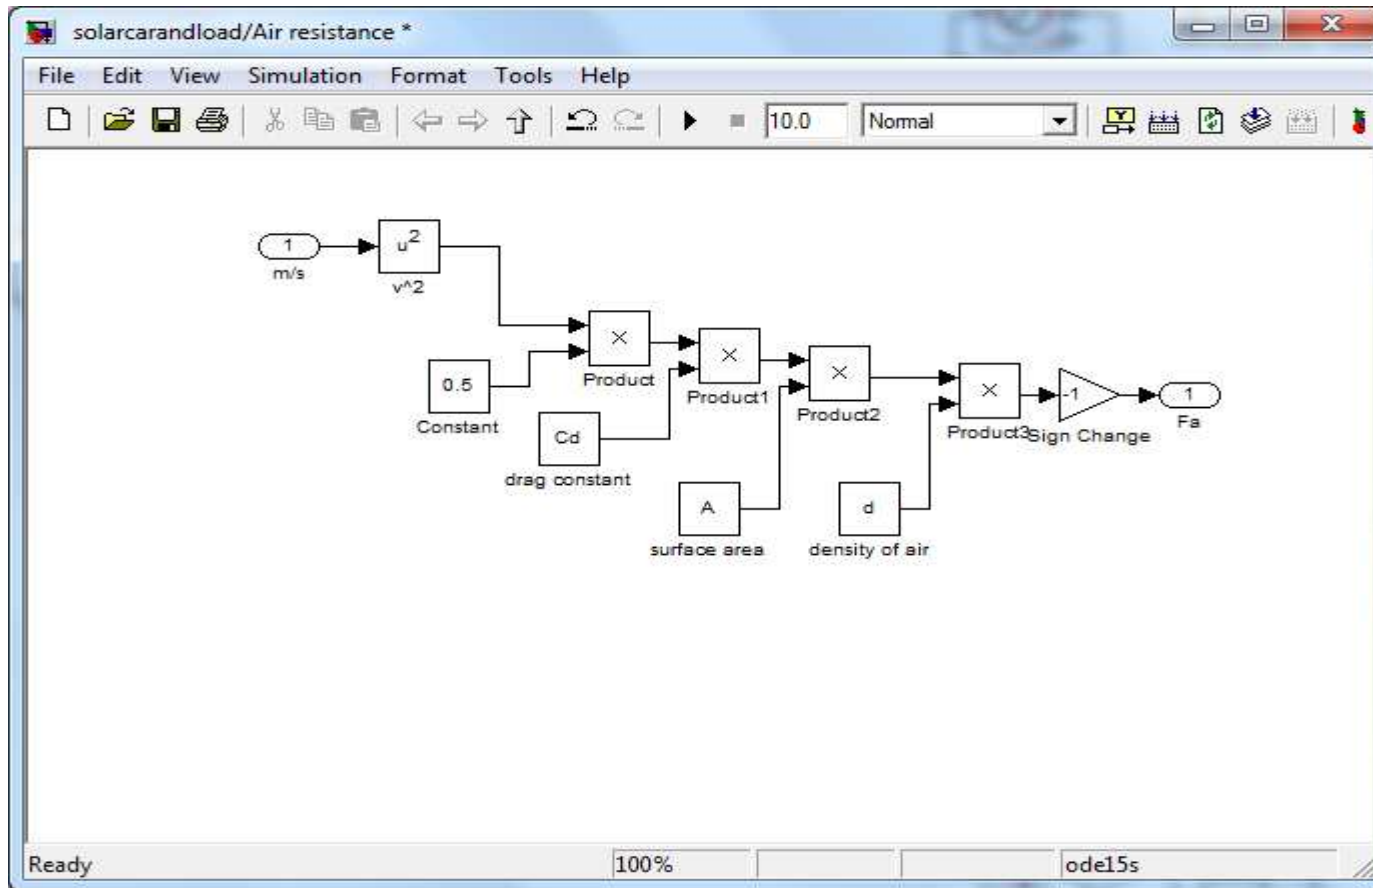 solarcarandload/Air resistance *
File Edit View Simulation Format Tools Help
10.0 Normal
1
m/s
u²
v^2
0.5
Constant
Cd
drag constant
A
surface area
d
density of air
×
Product
×
Product1
×
Product2
×
Product3
-1
Sign Change
1
Fa
Ready 100% ode15s